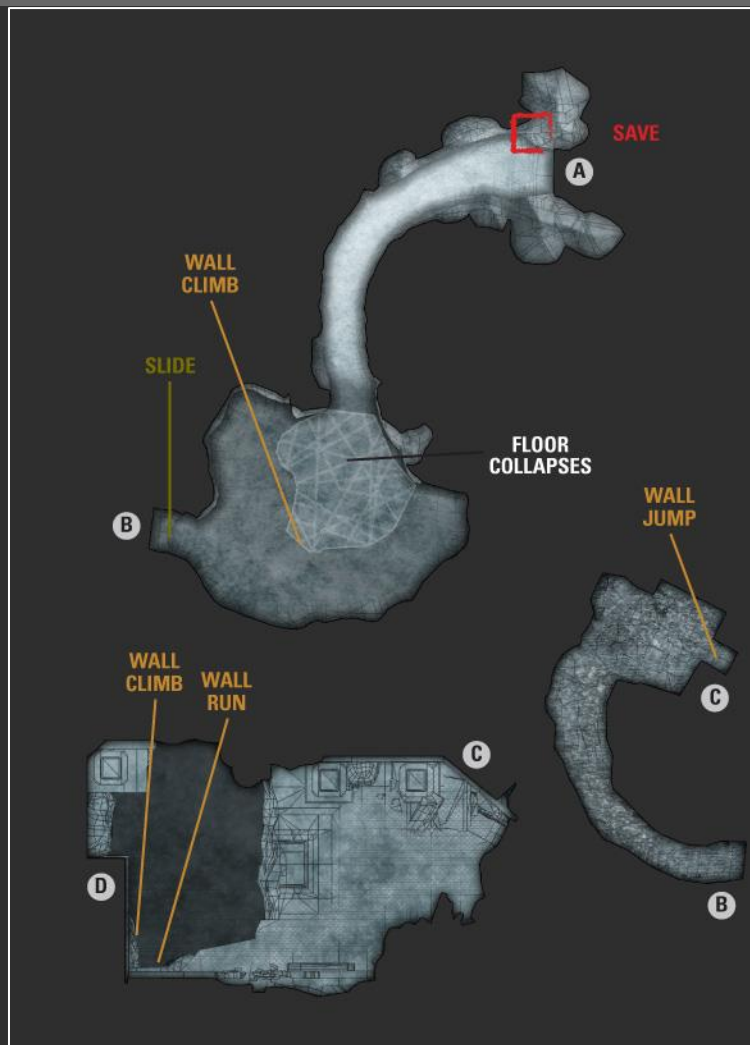 SAVE
A
WALL
CLIMB
SLIDE
FLOOR
COLLAPSES
B
WALL
JUMP
WALL
CLIMB
WALL
RUN
C
C
D
B